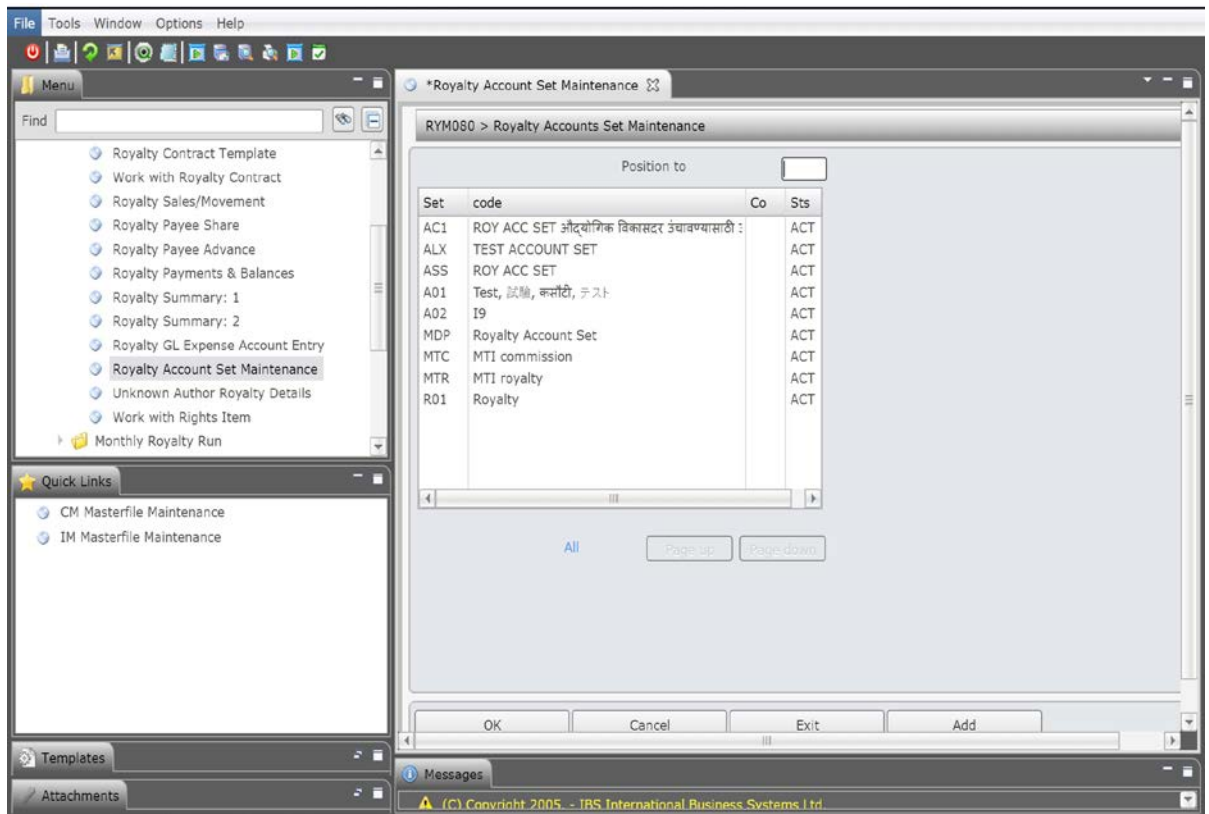 File Tools Window Options Help
Menu
Find
Royalty Contract Template
Work with Royalty Contract
Royalty Sales/Movement
Royalty Payee Share
Royalty Payee Advance
Royalty Payments & Balances
Royalty Summary: 1
Royalty Summary: 2
Royalty GL Expense Account Entry
Royalty Account Set Maintenance
Unknown Author Royalty Details
Work with Rights Item
Monthly Royalty Run
Quick Links
CM Masterfile Maintenance
IM Masterfile Maintenance
Templates
Attachments
*Royalty Account Set Maintenance
RYM080 > Royalty Accounts Set Maintenance
Position to
Set code Co Sts
AC1 ROY ACC SET औद्योगिक विकासदर उंचावण्यासाठी ACT
ALX TEST ACCOUNT SET ACT
ASS ROY ACC SET ACT
A01 Test, 試験, कसौटी, テスト ACT
A02 I9 ACT
MDP Royalty Account Set ACT
MTC MTI commission ACT
MTR MTI royalty ACT
R01 Royalty ACT
All Page up Page down
OK Cancel Exit Add
Messages
(C) Copyright 2005. - IBS International Business Systems Ltd.